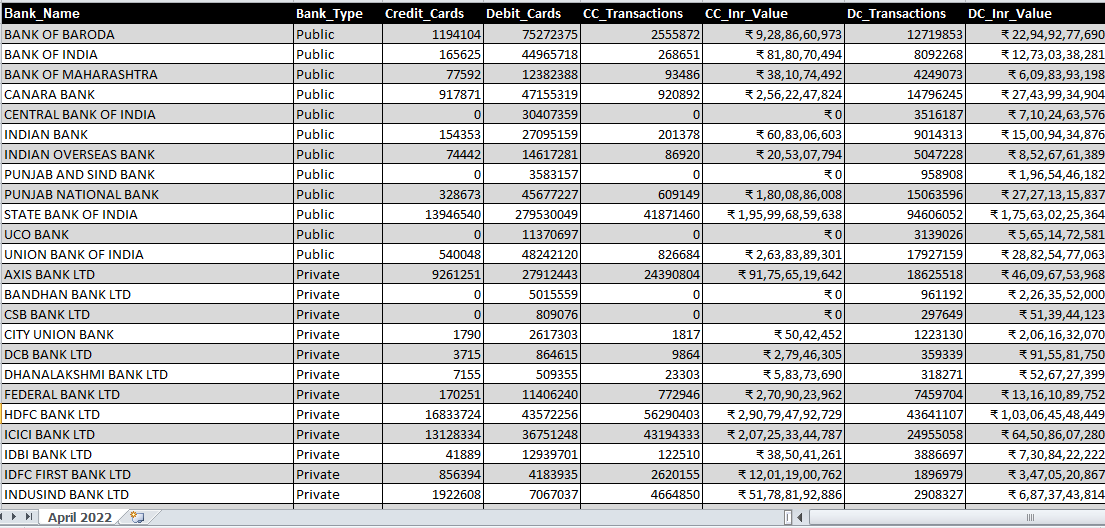 Bank_Name Bank_Type Credit_Cards Debit_Cards CC_Transactions CC_Inr_Value Dc_Transactions DC_Inr_Value
BANK OF BARODA Public 1194104 75272375 2555872 ₹ 9,28,86,60,973 12719853 ₹ 22,94,92,77,690
BANK OF INDIA Public 165625 44965718 268651 ₹ 81,80,70,494 8092268 ₹ 12,73,03,38,281
BANK OF MAHARASHTRA Public 77592 12382388 93486 ₹ 38,10,74,492 4249073 ₹ 6,09,83,93,198
CANARA BANK Public 917871 47155319 920892 ₹ 2,56,22,47,824 14796245 ₹ 27,43,99,34,904
CENTRAL BANK OF INDIA Public 0 30407359 0 ₹ 0 3516187 ₹ 7,10,24,63,576
INDIAN BANK Public 154353 27095159 201378 ₹ 60,83,06,603 9014313 ₹ 15,00,94,34,876
INDIAN OVERSEAS BANK Public 74442 14617281 86920 ₹ 20,53,07,794 5047228 ₹ 8,52,67,61,389
PUNJAB AND SIND BANK Public 0 3583157 0 ₹ 0 958908 ₹ 1,96,54,46,182
PUNJAB NATIONAL BANK Public 328673 45677227 609149 ₹ 1,80,08,86,008 15063596 ₹ 27,27,13,15,837
STATE BANK OF INDIA Public 13946540 279530049 41871460 ₹ 1,95,99,68,59,638 94606052 ₹ 1,75,63,02,25,364
UCO BANK Public 0 11370697 0 ₹ 0 3139026 ₹ 5,65,14,72,581
UNION BANK OF INDIA Public 540048 48242120 826684 ₹ 2,63,83,89,301 17927159 ₹ 28,82,54,77,063
AXIS BANK LTD Private 9261251 27912443 24390804 ₹ 91,75,65,19,642 18625518 ₹ 46,09,67,53,968
BANDHAN BANK LTD Private 0 5015559 0 ₹ 0 961192 ₹ 2,26,35,52,000
CSB BANK LTD Private 0 809076 0 ₹ 0 297649 ₹ 51,39,44,123
CITY UNION BANK Private 1790 2617303 1817 ₹ 50,42,452 1223130 ₹ 2,06,16,32,070
DCB BANK LTD Private 3715 864615 9864 ₹ 2,79,46,305 359339 ₹ 91,55,81,750
DHANALAKSHMI BANK LTD Private 7155 509355 23303 ₹ 5,83,73,690 318271 ₹ 52,67,27,399
FEDERAL BANK LTD Private 170251 11406240 772946 ₹ 2,70,90,23,962 7459704 ₹ 13,16,10,89,752
HDFC BANK LTD Private 16833724 43572256 56290403 ₹ 2,90,79,47,92,729 43641107 ₹ 1,03,06,45,48,449
ICICI BANK LTD Private 13128334 36751248 43194333 ₹ 2,07,25,33,44,787 24955058 ₹ 64,50,86,07,280
IDBI BANK LTD Private 41889 12939701 122510 ₹ 38,50,41,261 3886697 ₹ 7,30,84,22,222
IDFC FIRST BANK LTD Private 856394 4183935 2620155 ₹ 12,01,19,00,762 1896979 ₹ 3,47,05,20,867
INDUSIND BANK LTD Private 1922608 7067037 4664850 ₹ 51,78,81,92,886 2908327 ₹ 6,87,37,43,814
April 2022